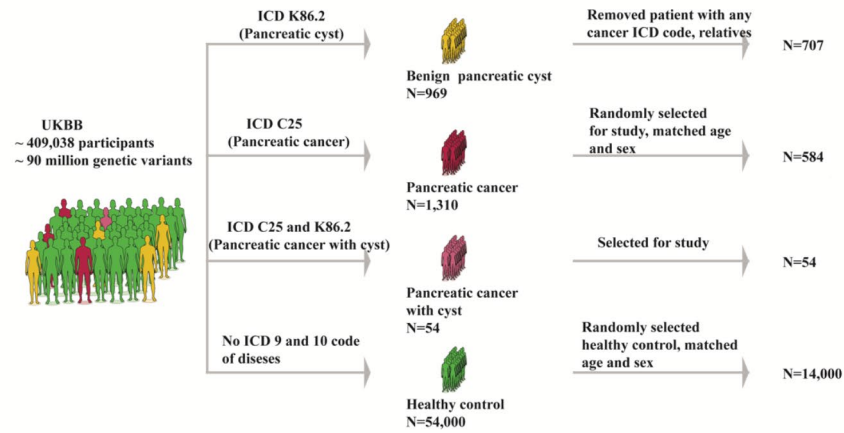 UKBB
~ 409,038 participants
~ 90 million genetic variants
ICD K86.2
(Pancreatic cyst)
Benign pancreatic cyst
N=969
Removed patient with any
cancer ICD code, relatives
N=707
ICD C25
(Pancreatic cancer)
Pancreatic cancer
N=1,310
Randomly selected
for study, matched age
and sex
N=584
ICD C25 and K86.2
(Pancreatic cancer with cyst)
Pancreatic cancer
with cyst
N=54
Selected for study
N=54
No ICD 9 and 10 code
of diseses
Healthy control
N=54,000
Randomly selected
healthy control, matched
age and sex
N=14,000